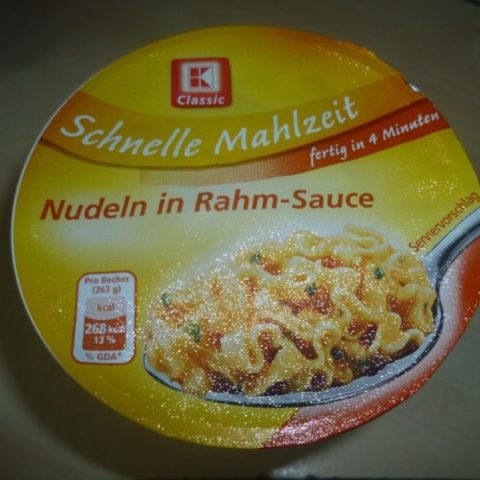 K
Classic
Schnelle Mahlzeit
fertig in 4 Minuten
Nudeln in Rahm-Sauce
Serviervorschlag
Pro Becher
(263 g)
kcal
268 kcal
13 %
% GDA*